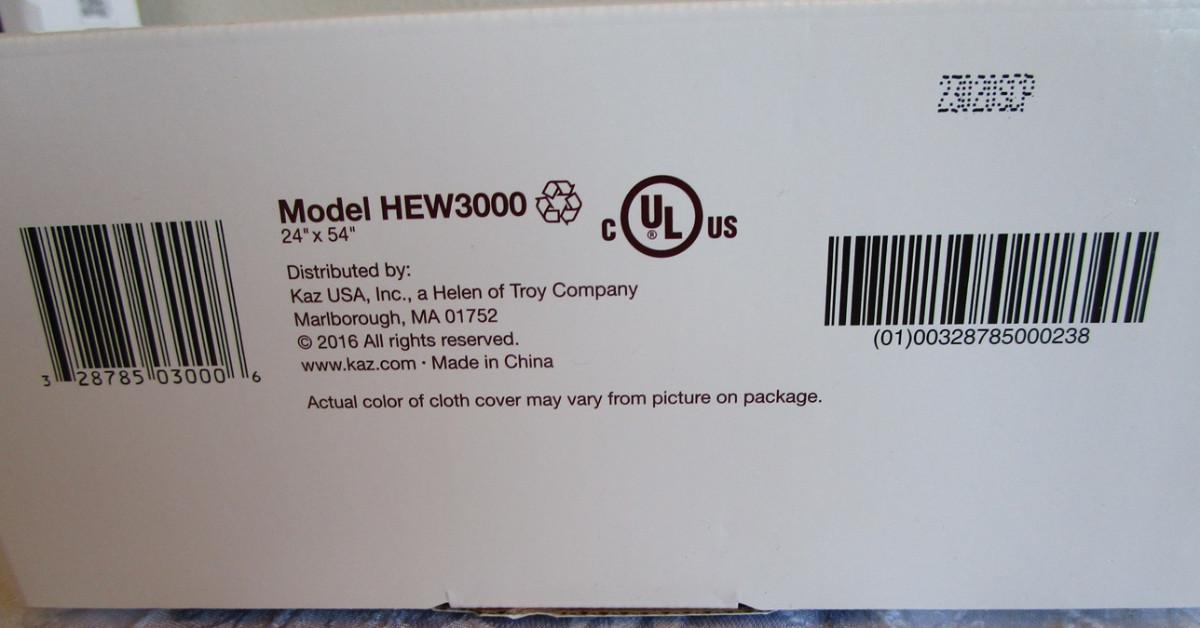 23020SCP
Model HEW3000
24" x 54"
C UL ® US
Distributed by:
Kaz USA, Inc., a Helen of Troy Company
Marlborough, MA 01752
© 2016 All rights reserved.
www.kaz.com · Made in China
Actual color of cloth cover may vary from picture on package.
3 28785 03000 6
(01)00328785000238